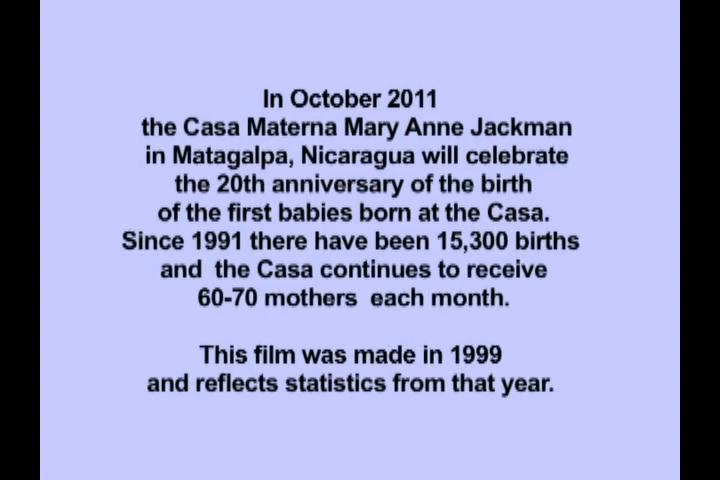 In October 2011
the Casa Materna Mary Anne Jackman
in Matagalpa, Nicaragua will celebrate
the 20th anniversary of the birth
of the first babies born at the Casa.
Since 1991 there have been 15,300 births
and the Casa continues to receive
60-70 mothers each month.
This film was made in 1999
and reflects statistics from that year.